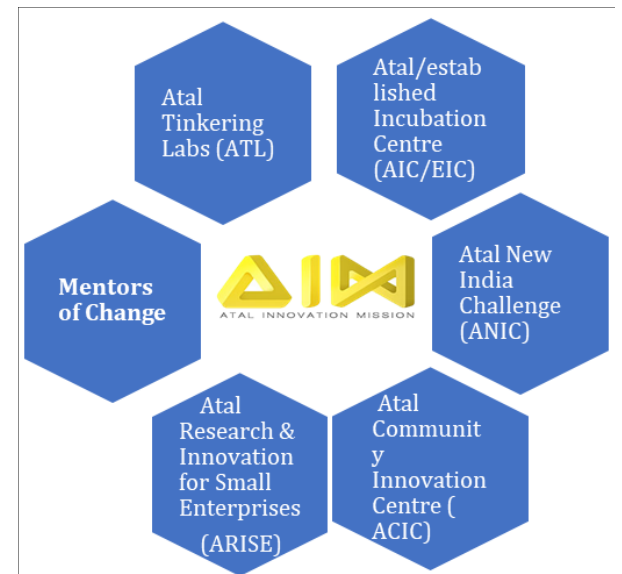 Atal
Tinkering
Labs (ATL)
Atal/estab
lished
Incubation
Centre
(AIC/EIC)
Mentors
of Change
AIM
ATAL INNOVATION MISSION
Atal New
India
Challenge
(ANIC)
Atal
Research &
Innovation
for Small
Enterprises
(ARISE)
Atal
Communit
y
Innovation
Centre (
ACIC)